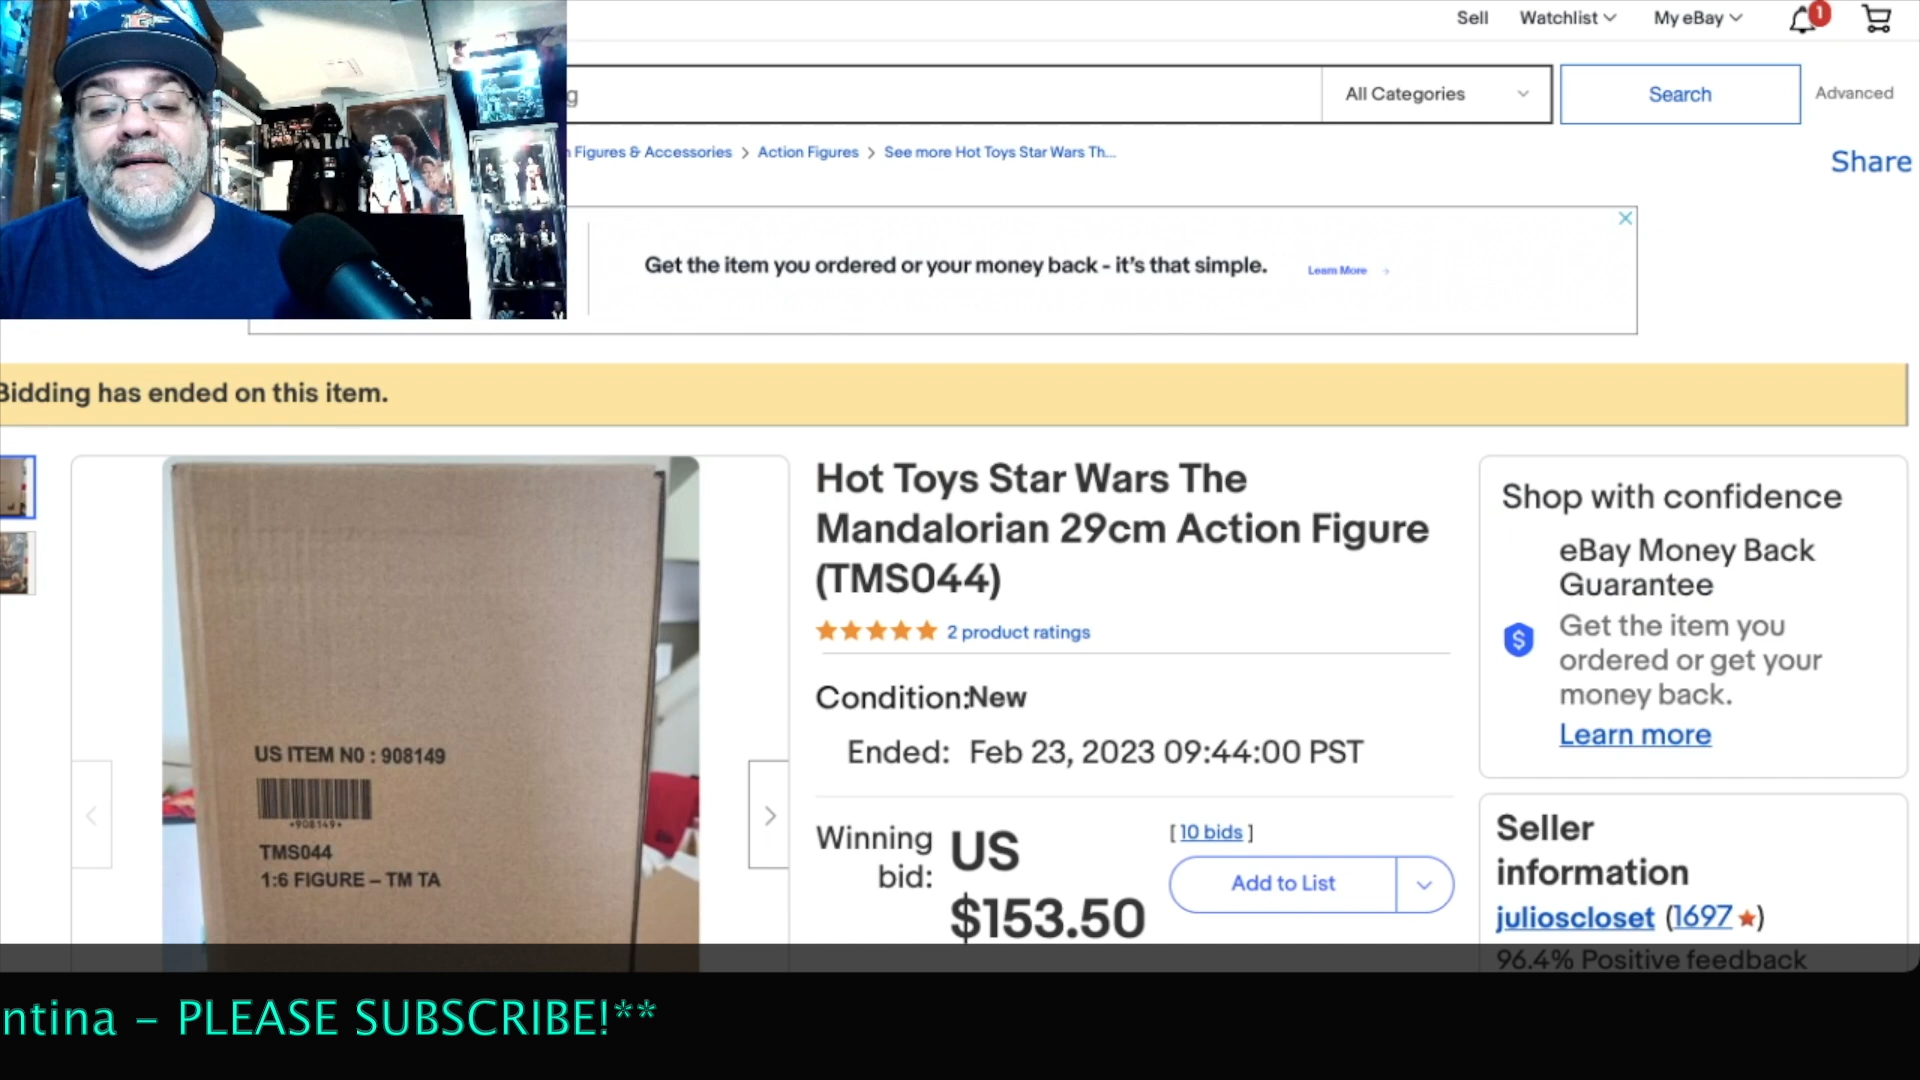 Sell Watchlist My eBay 1
g All Categories Search Advanced
Figures & Accessories > Action Figures > See more Hot Toys Star Wars Th...
Share
Get the item you ordered or your money back - it's that simple. Learn More
Bidding has ended on this item.
US ITEM NO : 908149
*908149*
TMS044
1:6 FIGURE – TM TA
Hot Toys Star Wars The
Mandalorian 29cm Action Figure
(TMS044)
2 product ratings
Condition:New
Ended: Feb 23, 2023 09:44:00 PST
Winning
bid:
US
$153.50
[ 10 bids ]
Add to List
Shop with confidence
eBay Money Back
Guarantee
Get the item you
ordered or get your
money back.
Learn more
Seller
information
julioscloset (1697)
96.4% Positive feedback
ntina – PLEASE SUBSCRIBE!**